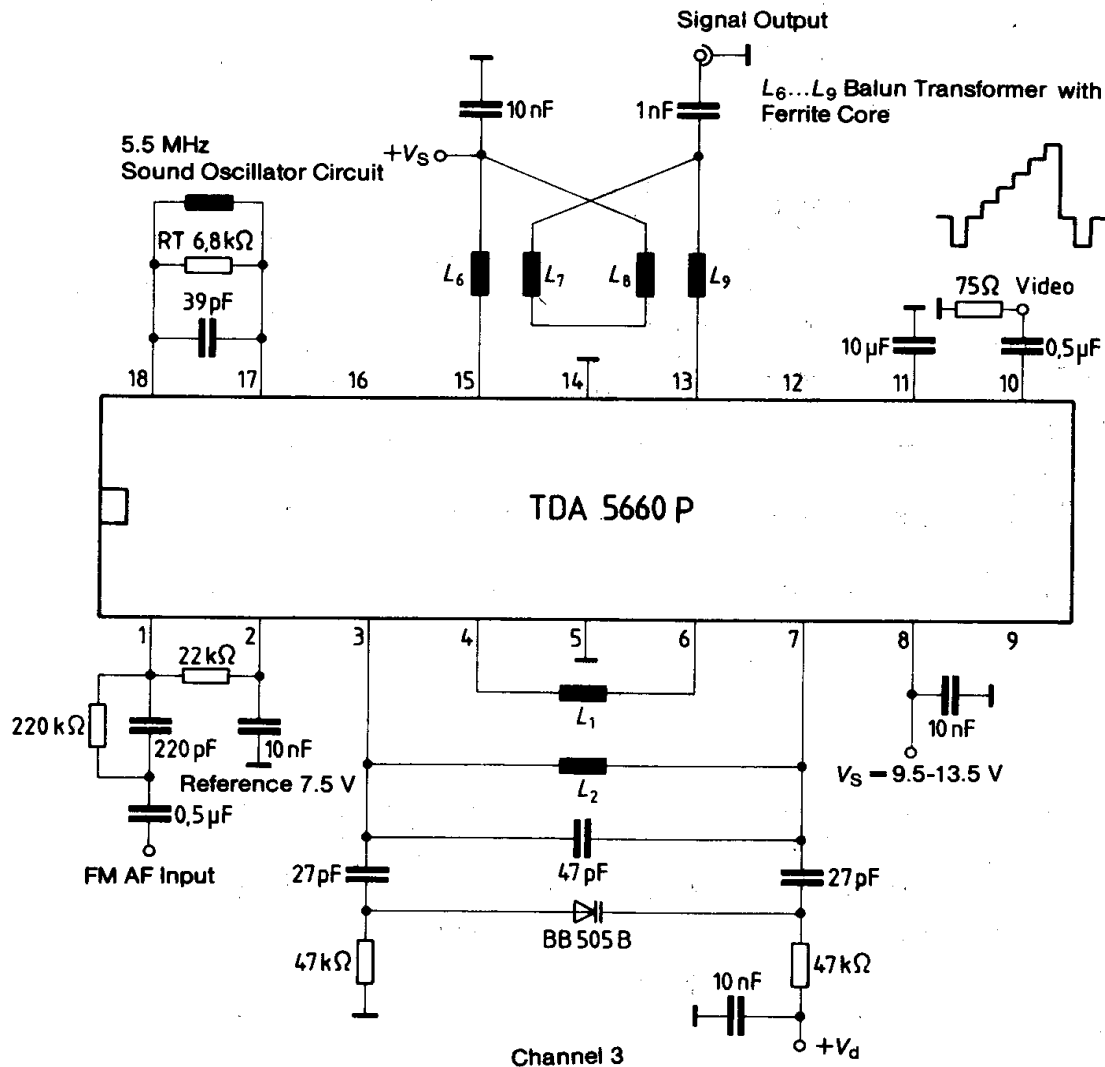 Signal Output
L6...L9 Balun Transformer with
Ferrite Core
10 nF
1 nF
+VS
5.5 MHz
Sound Oscillator Circuit
RT 6,8 kΩ
39 pF
L6
L7
L8
L9
75Ω Video
10 µF
0,5 µF
18 17 16 15 14 13 12 11 10
TDA 5660 P
1 2 3 4 5 6 7 8 9
22 kΩ
220 kΩ
220 pF
10 nF
Reference 7.5 V
0,5 µF
FM AF Input
L1
L2
10 nF
VS = 9.5-13.5 V
27 pF
47 pF
27 pF
BB 505 B
47 kΩ
47 kΩ
10 nF
+Vd
Channel 3